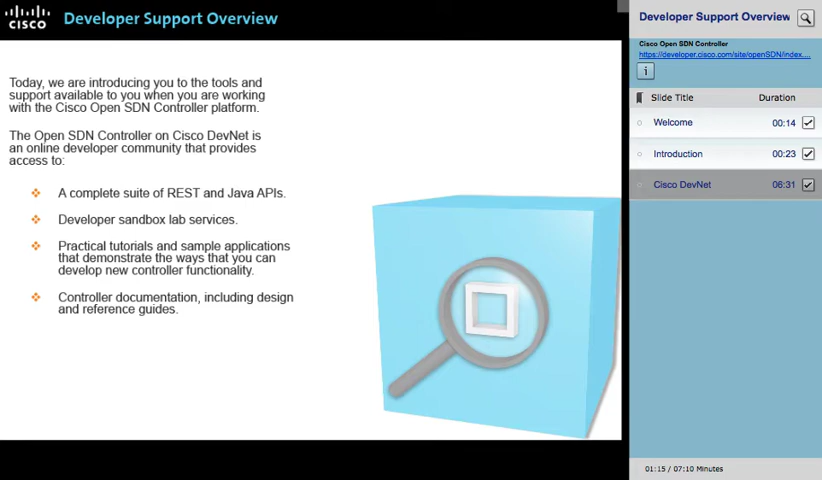 CISCO
Developer Support Overview
Today, we are introducing you to the tools and
support available to you when you are working
with the Cisco Open SDN Controller platform.
The Open SDN Controller on Cisco DevNet is
an online developer community that provides
access to:
A complete suite of REST and Java APIs.
Developer sandbox lab services.
Practical tutorials and sample applications
that demonstrate the ways that you can
develop new controller functionality.
Controller documentation, including design
and reference guides.
Developer Support Overview
Cisco Open SDN Controller
https://developer.cisco.com/site/openSDN/index....
i
Slide Title Duration
Welcome 00:14
Introduction 00:23
Cisco DevNet 06:31
01:15 / 07:10 Minutes